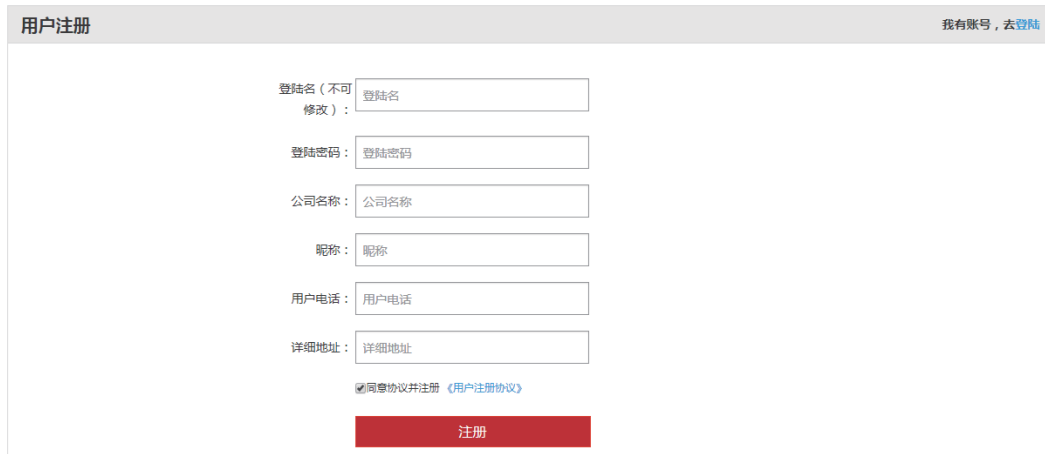 用户注册
我有账号，去登陆
登陆名（不可
修改）：
登陆名
登陆密码：
登陆密码
公司名称：
公司名称
昵称：
昵称
用户电话：
用户电话
详细地址：
详细地址
同意协议并注册 《用户注册协议》
注册